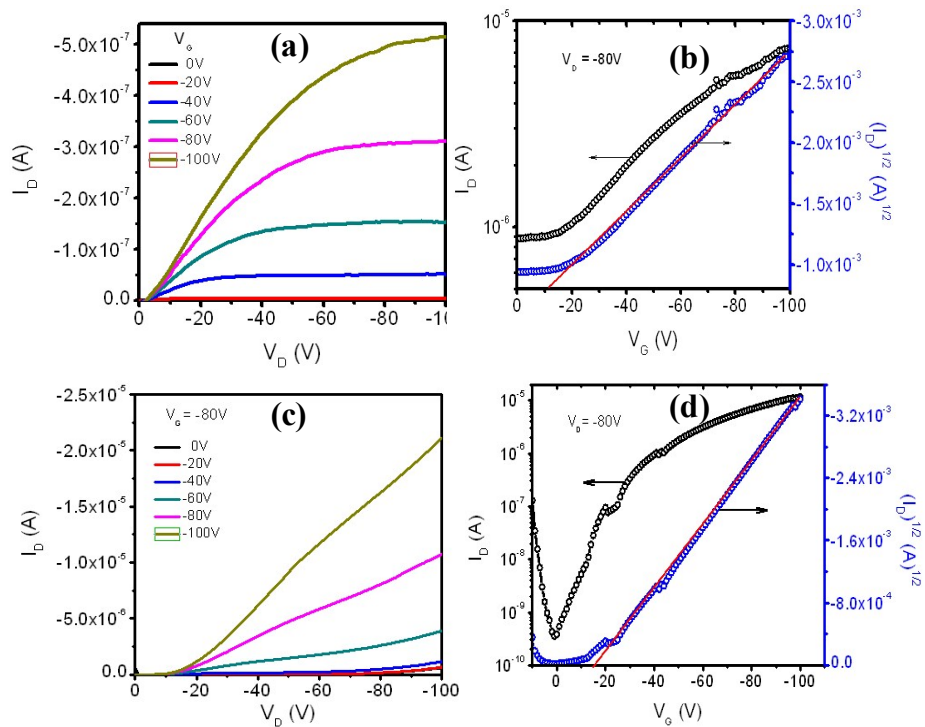 (a)
V_G
0V
-20V
-40V
-60V
-80V
-100V
-5.0x10^-7
-4.0x10^-7
-3.0x10^-7
-2.0x10^-7
-1.0x10^-7
0.0
I_D (A)
0 -20 -40 -60 -80 -10
V_D (V)
(b)
V_D = -80V
10^-5
10^-6
I_D (A)
-3.0x10^-3
-2.5x10^-3
-2.0x10^-3
-1.5x10^-3
-1.0x10^-3
(I_D)^1/2 (A)^1/2
0 -20 -40 -60 -80 -100
V_G (V)
(c)
V_G = -80V
0V
-20V
-40V
-60V
-80V
-100V
-2.5x10^-5
-2.0x10^-5
-1.5x10^-5
-1.0x10^-5
-5.0x10^-6
0.0
I_D (A)
0 -20 -40 -60 -80 -100
V_D (V)
(d)
V_D = -80V
10^-5
10^-6
10^-7
10^-8
10^-9
10^-10
I_D (A)
-3.2x10^-3
-2.4x10^-3
-1.6x10^-3
-8.0x10^-4
0.0
(I_D)^1/2 (A)^1/2
0 -20 -40 -60 -80 -100
V_G (V)